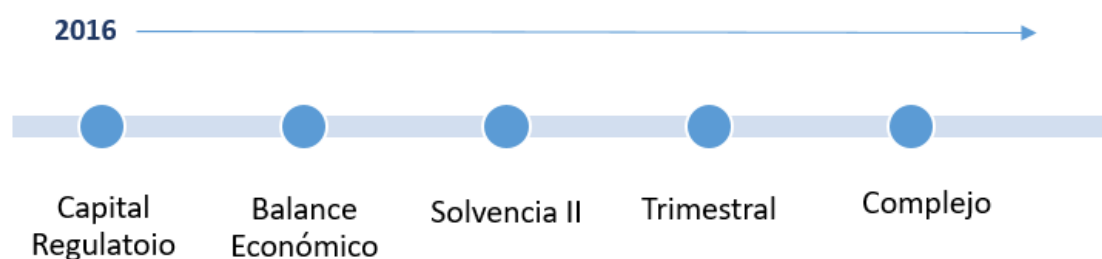 2016
Capital
Regulatoio
Balance
Económico
Solvencia II
Trimestral
Complejo